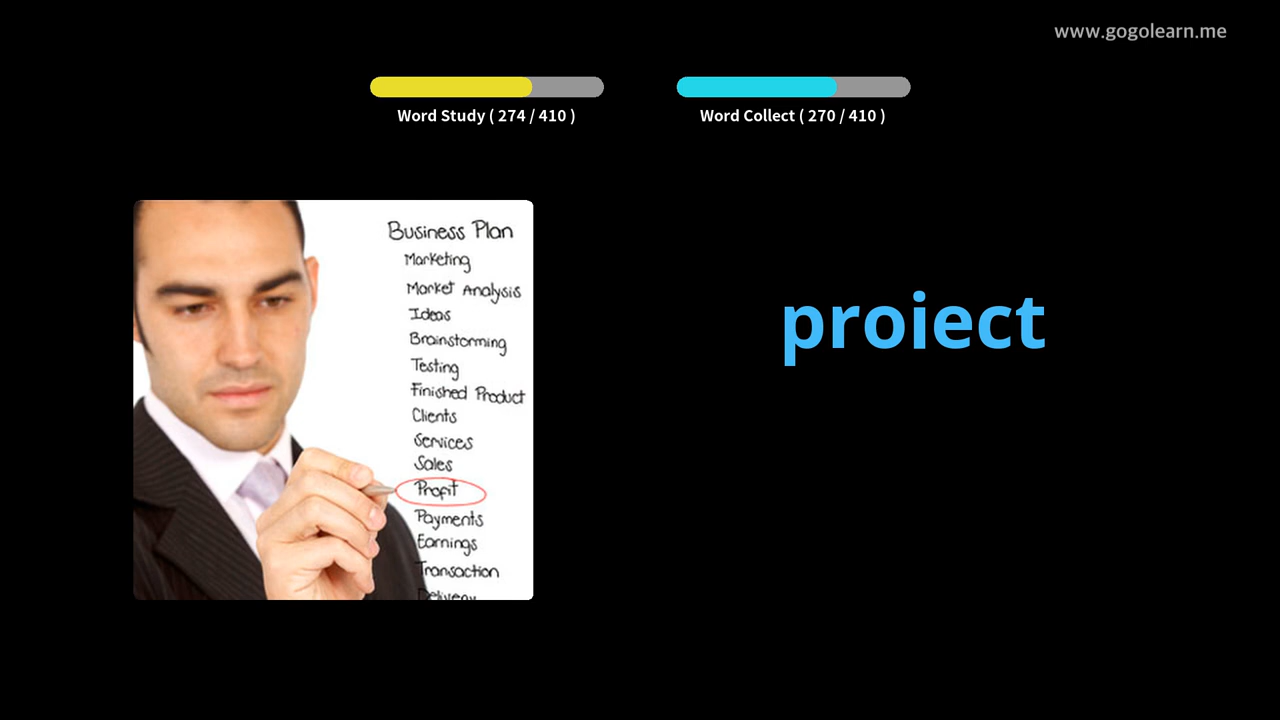 www.gogolearn.me
Word Study ( 274 / 410 )
Word Collect ( 270 / 410 )
Business Plan
Marketing
Market Analysis
Ideas
Brainstorming
Testing
Finished Product
Clients
Services
Sales
Profit
Payments
Earnings
Transaction
Delivery
proiect